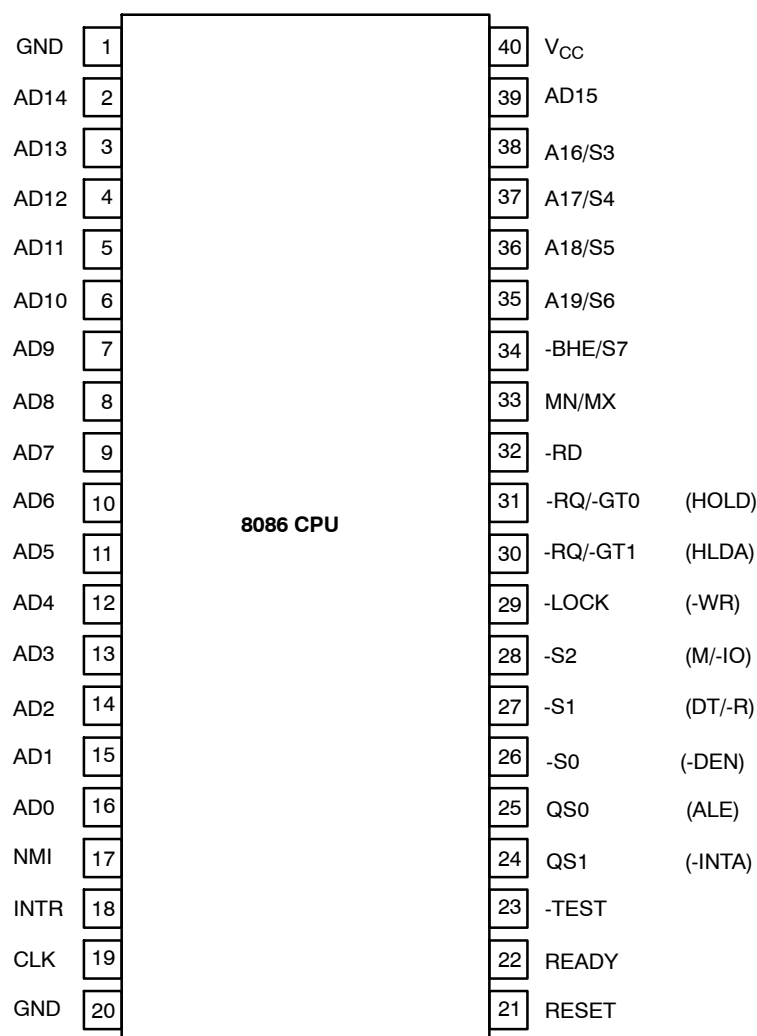 GND 1 40 VCC
AD14 2 39 AD15
AD13 3 38 A16/S3
AD12 4 37 A17/S4
AD11 5 36 A18/S5
AD10 6 35 A19/S6
AD9 7 34 -BHE/S7
AD8 8 33 MN/MX
AD7 9 32 -RD
AD6 10 31 -RQ/-GT0 (HOLD)
8086 CPU
AD5 11 30 -RQ/-GT1 (HLDA)
AD4 12 29 -LOCK (-WR)
AD3 13 28 -S2 (M/-IO)
AD2 14 27 -S1 (DT/-R)
AD1 15 26 -S0 (-DEN)
AD0 16 25 QS0 (ALE)
NMI 17 24 QS1 (-INTA)
INTR 18 23 -TEST
CLK 19 22 READY
GND 20 21 RESET